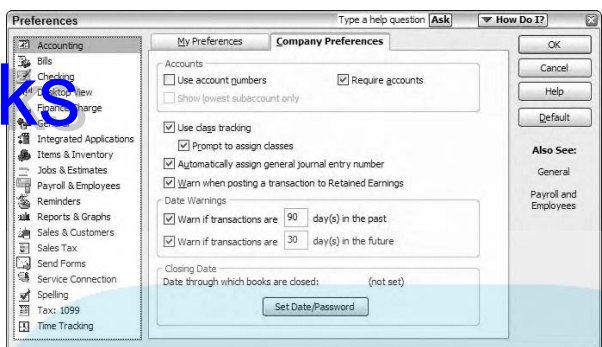 Preferences
Type a help question Ask
How Do I?
Accounting
Bills
Checking
Desktop View
Finance Charge
General
Integrated Applications
Items & Inventory
Jobs & Estimates
Payroll & Employees
Reminders
Reports & Graphs
Sales & Customers
Sales Tax
Send Forms
Service Connection
Spelling
Tax: 1099
Time Tracking
ks
My Preferences
Company Preferences
Accounts
Use account numbers
Require accounts
Show lowest subaccount only
Use class tracking
Prompt to assign classes
Automatically assign general journal entry number
Warn when posting a transaction to Retained Earnings
Date Warnings
Warn if transactions are 90 day(s) in the past
Warn if transactions are 30 day(s) in the future
Closing Date
Date through which books are closed: (not set)
Set Date/Password
OK
Cancel
Help
Default
Also See:
General
Payroll and
Employees